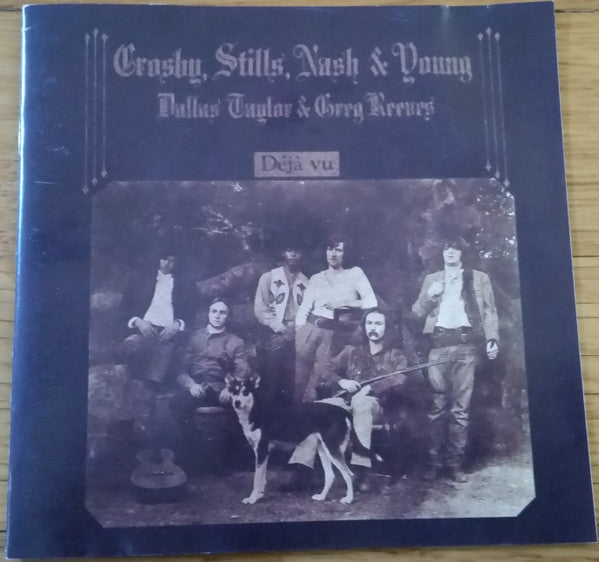 Crosby, Stills, Nash & Young
Dallas Taylor & Greg Reeves
Déjà vu